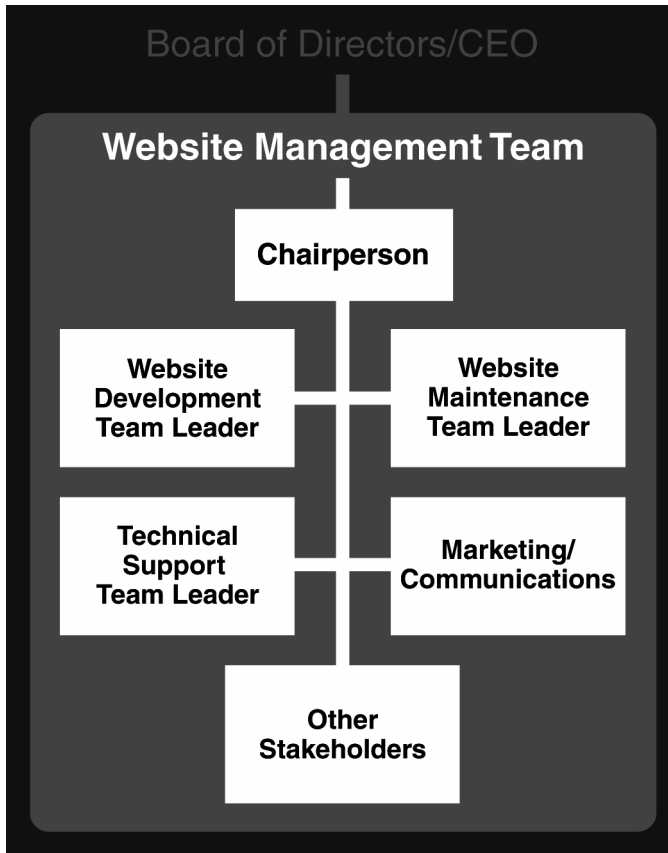 Board of Directors/CEO
Website Management Team
Chairperson
Website
Development
Team Leader
Website
Maintenance
Team Leader
Technical
Support
Team Leader
Marketing/
Communications
Other
Stakeholders